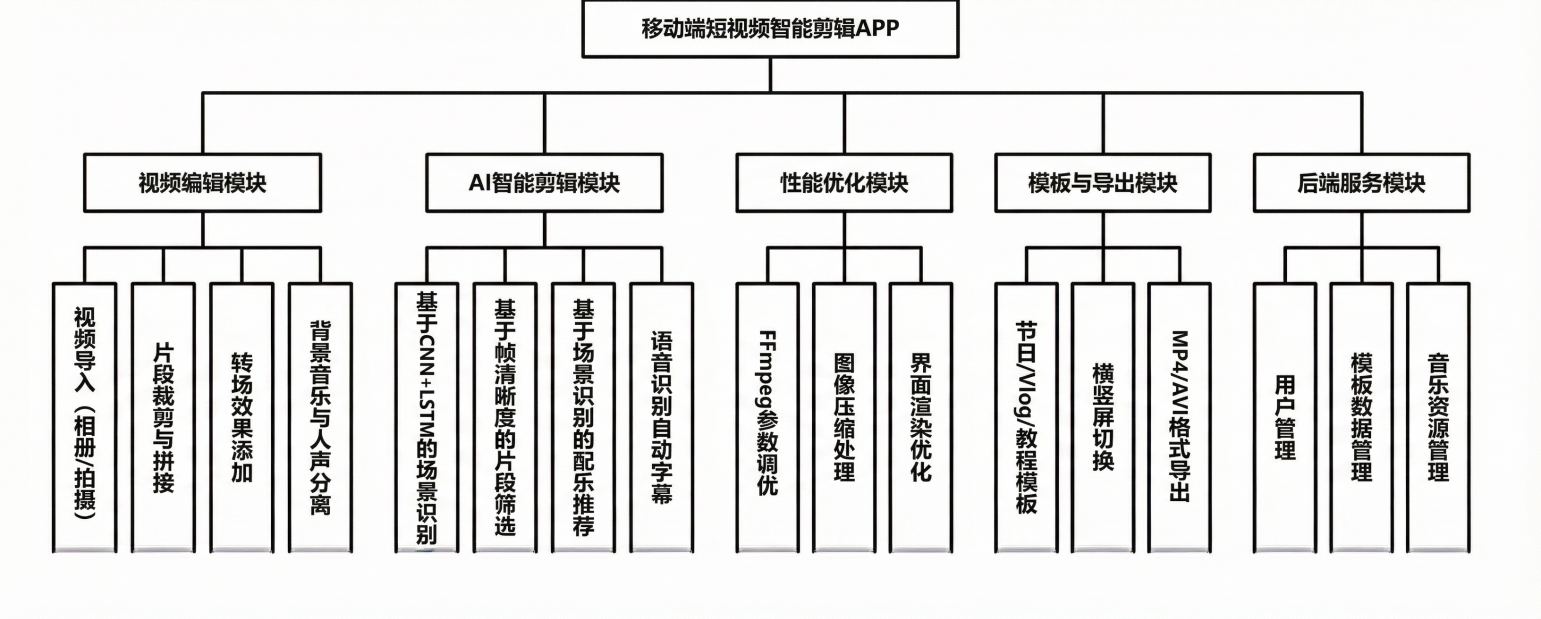 移动端短视频智能剪辑APP
视频编辑模块
AI智能剪辑模块
性能优化模块
模板与导出模块
后端服务模块
视频导入（相册/拍摄）
片段裁剪与拼接
转场效果添加
背景音乐与人声分离
基于CNN+LSTM的场景识别
基于帧清晰度的片段筛选
基于场景识别的配乐推荐
语音识别自动字幕
FFmpeg参数调优
图像压缩处理
界面渲染优化
节日/Vlog/教程模板
横竖屏切换
MP4/AVI格式导出
用户管理
模板数据管理
音乐资源管理